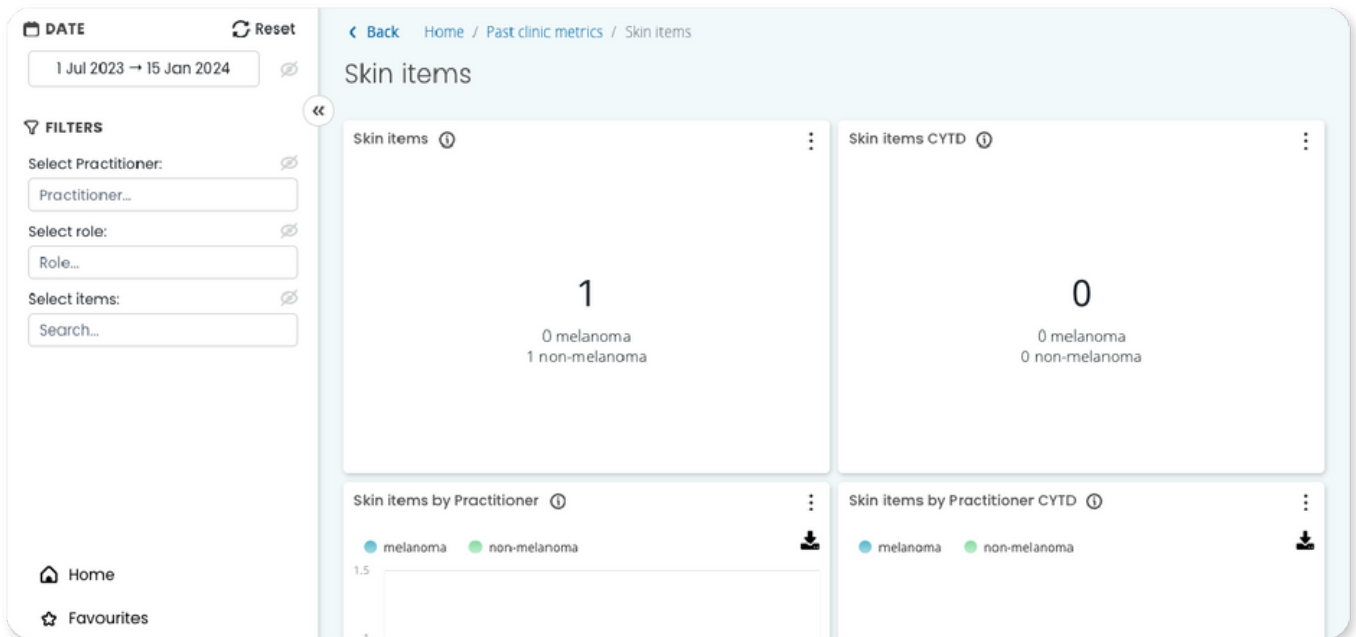 DATE
Reset
1 Jul 2023 → 15 Jan 2024
FILTERS
Select Practitioner:
Practitioner...
Select role:
Role...
Select items:
Search...
Home
Favourites
Back Home / Past clinic metrics / Skin items
Skin items
Skin items
1
0 melanoma
1 non-melanoma
Skin items CYTD
0
0 melanoma
0 non-melanoma
Skin items by Practitioner
melanoma non-melanoma
1.5
Skin items by Practitioner CYTD
melanoma non-melanoma